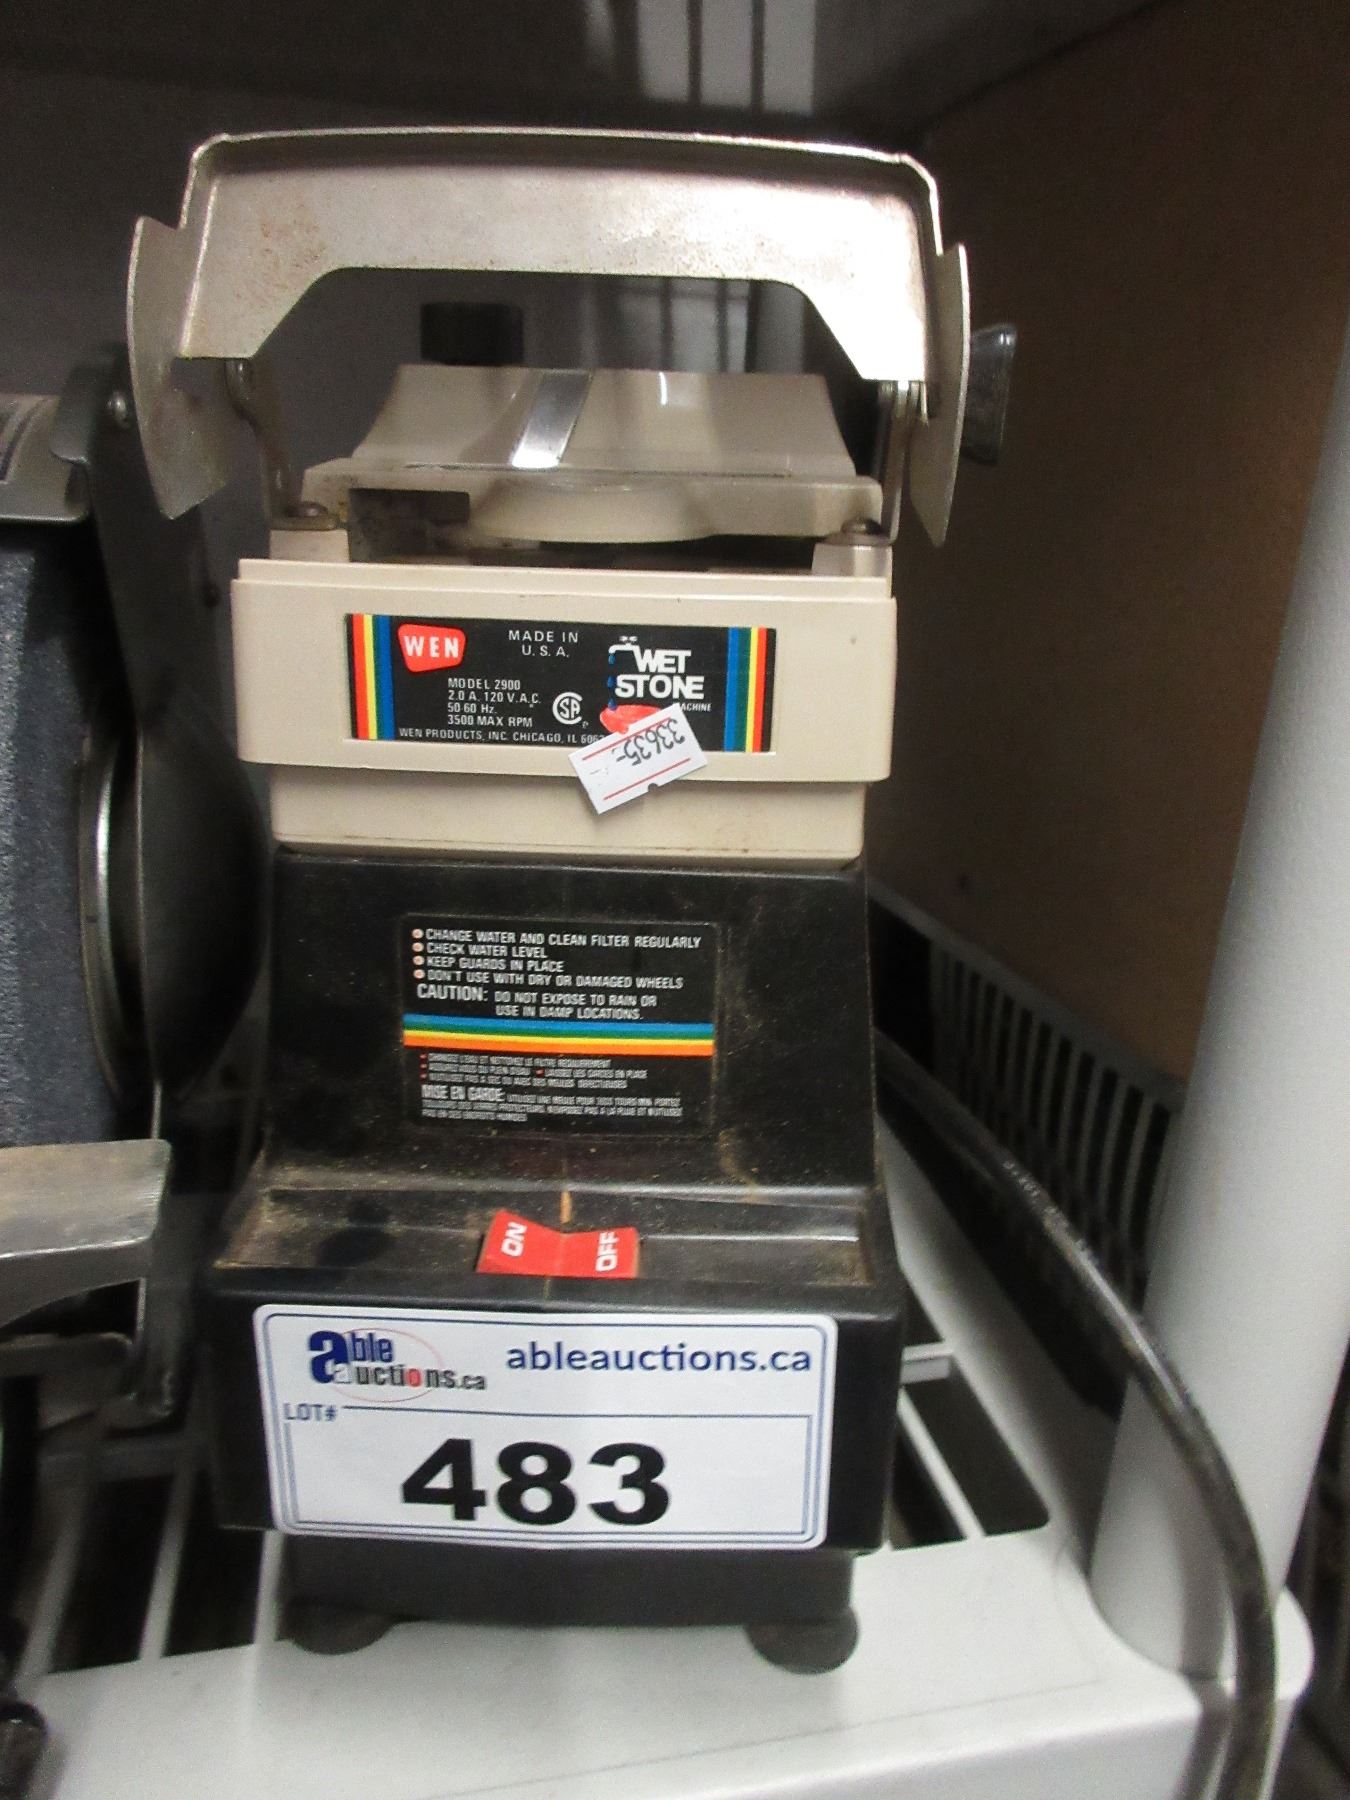 WEN
MADE IN
U.S.A.
MODEL 2900
2.0 A. 120 V.A.C.
50-60 Hz.
3500 MAX RPM
WEN PRODUCTS, INC. CHICAGO, IL
WET
STONE
33635-
CHANGE WATER AND CLEAN FILTER REGULARLY
CHECK WATER LEVEL
KEEP GUARDS IN PLACE
DON'T USE WITH DRY OR DAMAGED WHEELS
CAUTION: DO NOT EXPOSE TO RAIN OR
USE IN DAMP LOCATIONS.
MISE EN GARDE:
ON OFF
able auctions.ca
ableauctions.ca
LOT#
483